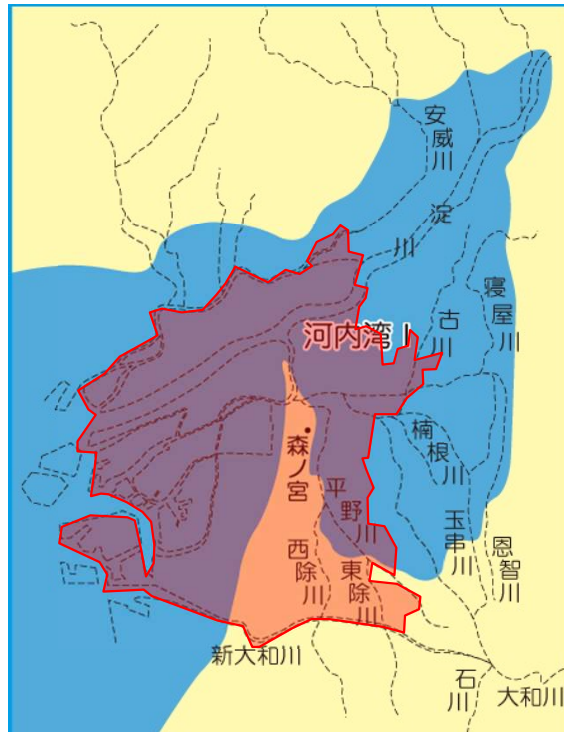 安威川
淀
川
河内湾Ⅰ
古川
寝屋川
楠根川
森ノ宮
平野川
玉串川
恩智川
西除川
東除川
新大和川
石川
大和川